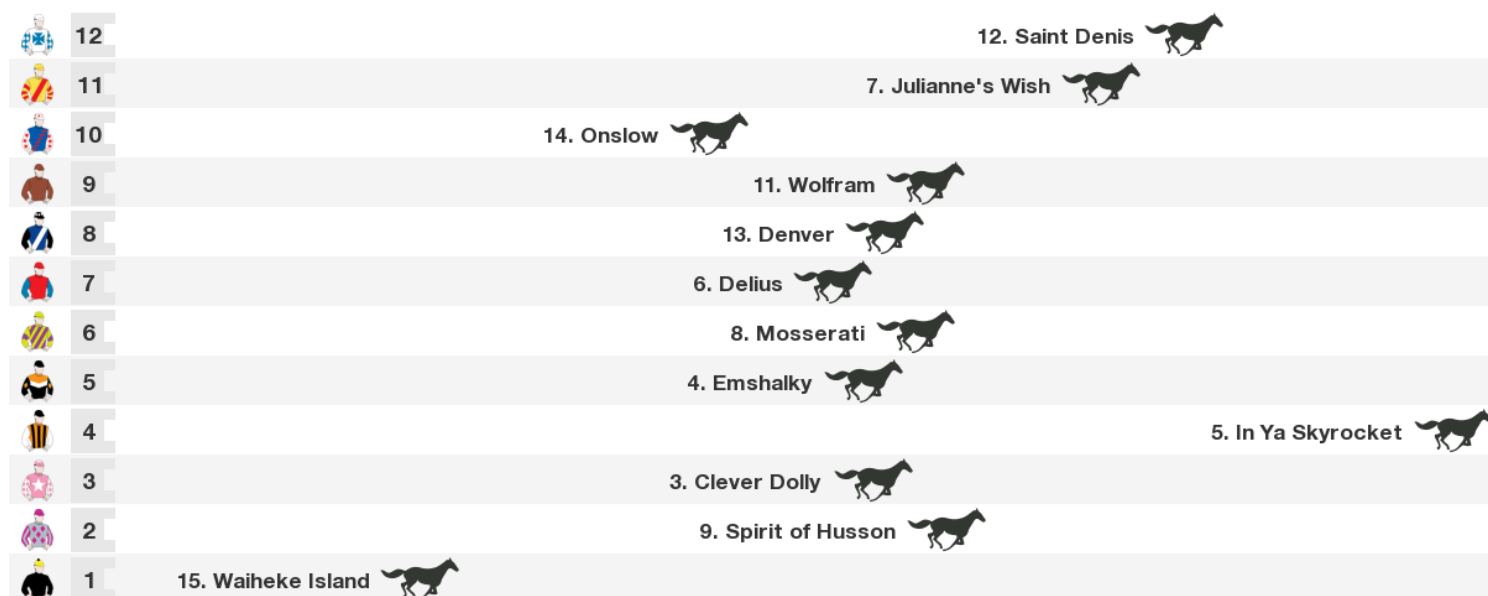 12 12. Saint Denis
11 7. Julianne's Wish
10 14. Onslow
9 11. Wolfram
8 13. Denver
7 6. Delius
6 8. Mosserati
5 4. Emshalky
4 5. In Ya Skyrocket
3 3. Clever Dolly
2 9. Spirit of Husson
1 15. Waiheke Island